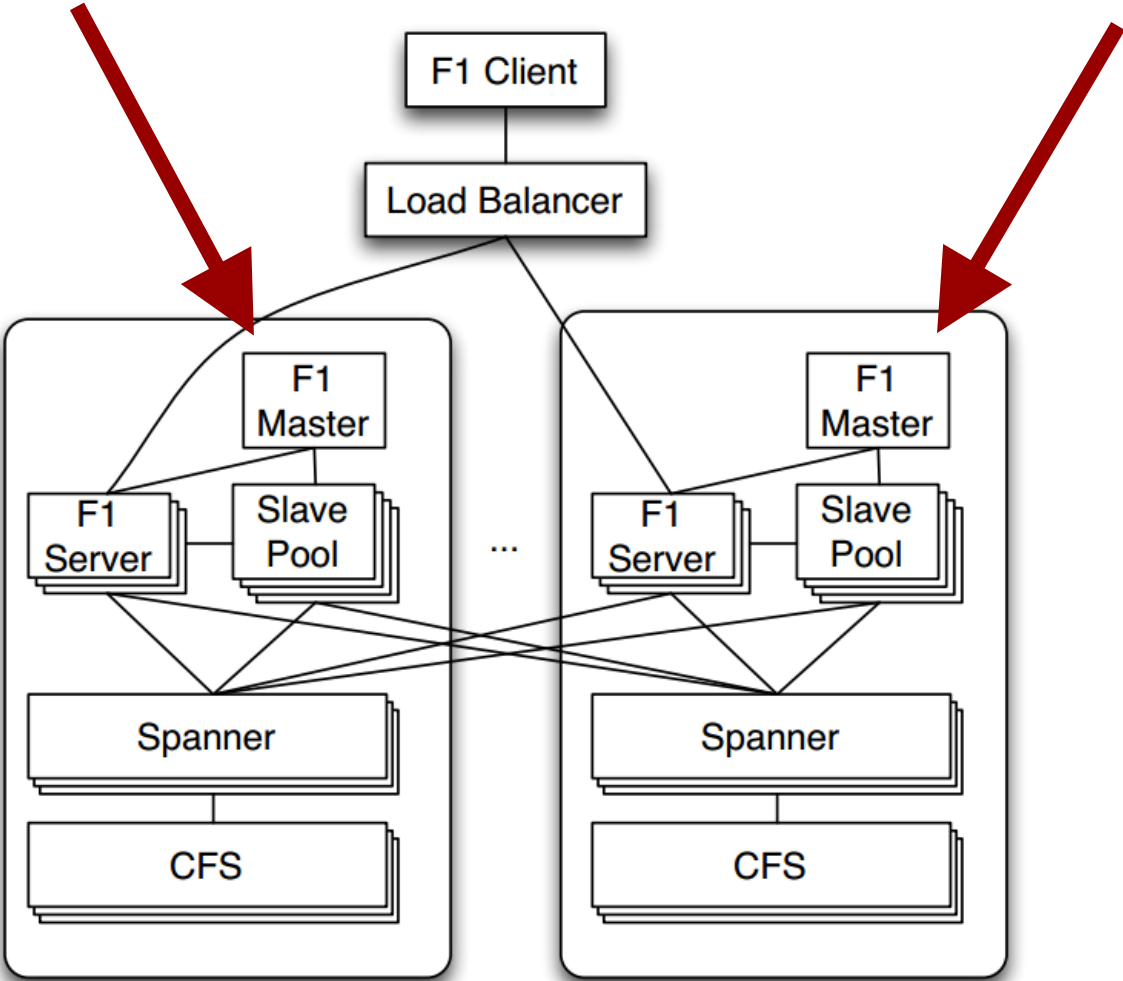 F1 Client
Load Balancer
F1
Master
F1
Server
Slave
Pool
Spanner
CFS
...
F1
Master
F1
Server
Slave
Pool
Spanner
CFS